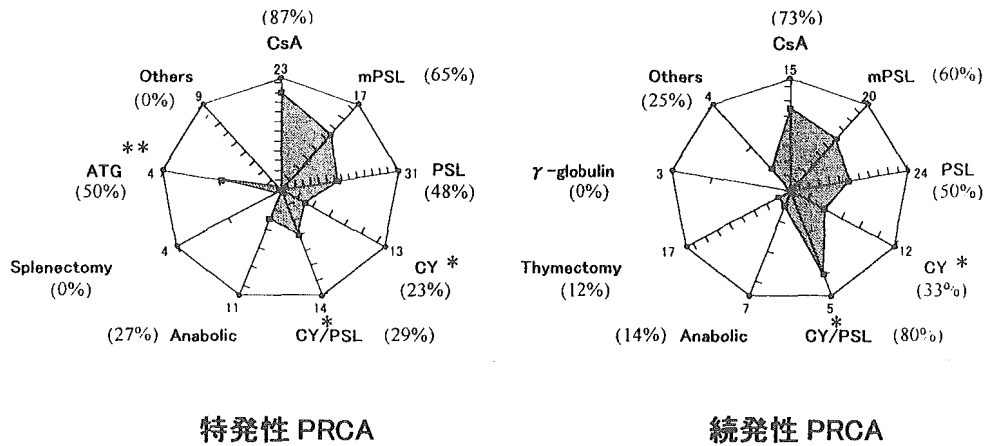 (87%)
CsA
23
Others
(0%)
9
mPSL (65%)
17
**
ATG
(50%)
4
31
PSL
(48%)
Splenectomy
(0%)
4
13
CY *
(23%)
(27%) Anabolic
11
14
*
CY/PSL (29%)
特発性 PRCA
(73%)
CsA
15
Others
(25%)
4
mPSL (60%)
20
γ-globulin
(0%)
3
24
PSL
(50%)
Thymectomy
(12%)
17
12
CY *
(33%)
(14%) Anabolic
7
5
*
CY/PSL (80%)
続発性 PRCA